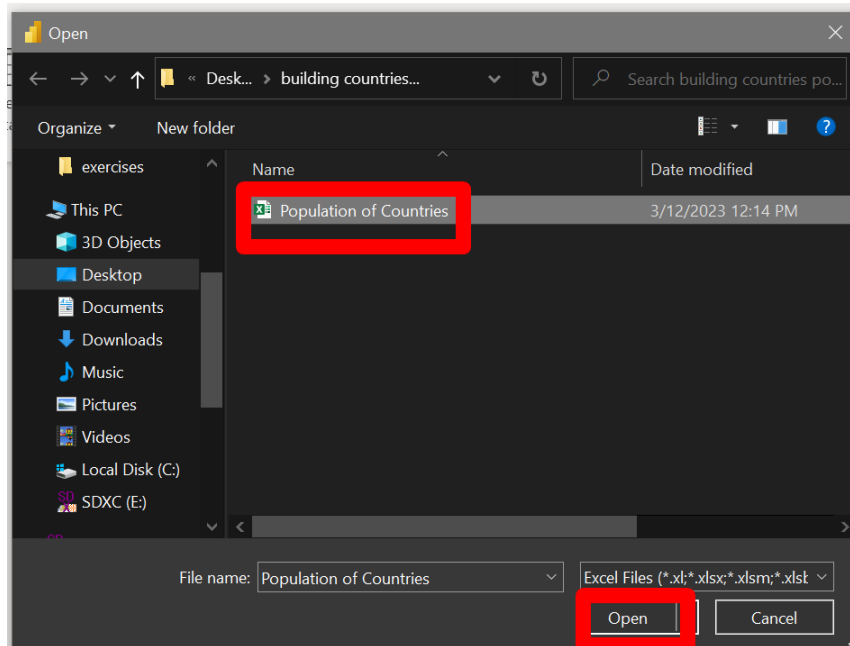 Open
« Desk... > building countries...
Search building countries po...
Organize
New folder
exercises
This PC
3D Objects
Desktop
Documents
Downloads
Music
Pictures
Videos
Local Disk (C:)
SDXC (E:)
Name
Date modified
Population of Countries
3/12/2023 12:14 PM
File name:
Population of Countries
Excel Files (*.xl;*.xlsx;*.xlsm;*.xlsb
Open
Cancel